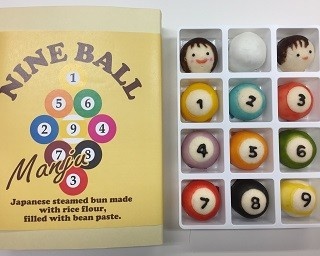 NINE BALL
1
5 6
2 9 4
7 8
3
Manju
Japanese steamed bun made
with rice flour,
filled with bean paste.
1 2 3
4 5 6
7 8 9